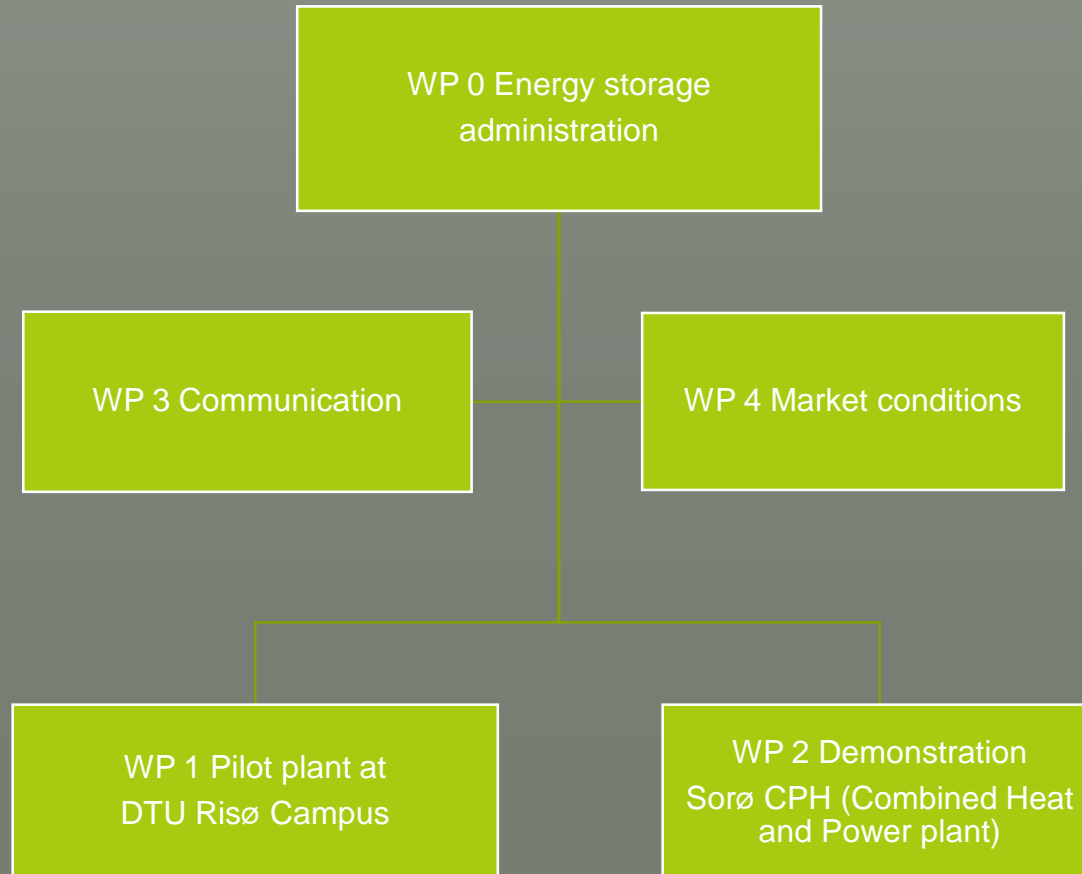 WP 0 Energy storage
administration
WP 3 Communication
WP 4 Market conditions
WP 1 Pilot plant at
DTU Risø Campus
WP 2 Demonstration
Sorø CPH (Combined Heat
and Power plant)